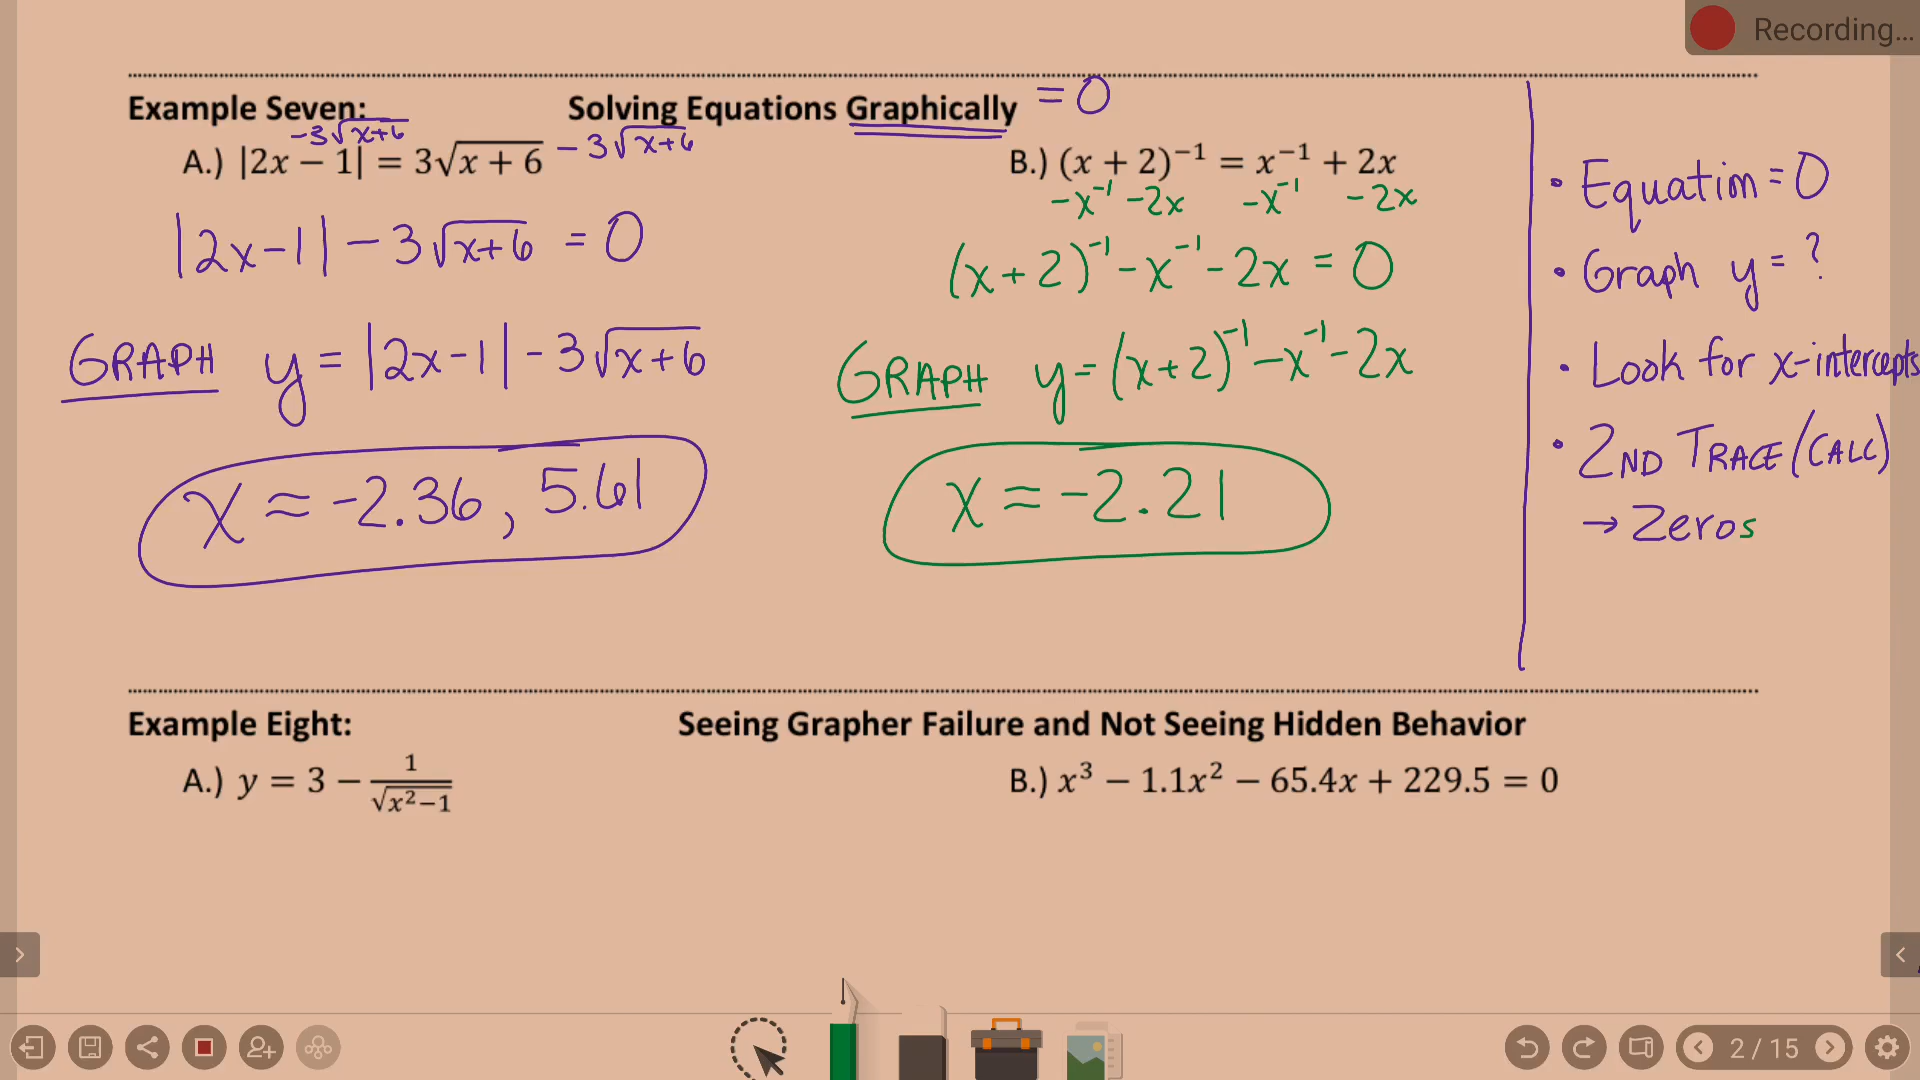 Recording...
Example Seven: Solving Equations Graphically = 0
−3√x+6 −3√x+6
A.) |2x − 1| = 3√x + 6
|2x−1| − 3√x+6 = 0
GRAPH y = |2x−1| − 3√x+6
x ≈ −2.36, 5.61
B.) (x + 2)⁻¹ = x⁻¹ + 2x
−x⁻¹ −2x −x⁻¹ −2x
(x+2)⁻¹ − x⁻¹ − 2x = 0
GRAPH y = (x+2)⁻¹ − x⁻¹ − 2x
x ≈ −2.21
• Equation = 0
• Graph y = ?
• Look for x-intercepts
• 2ND TRACE (CALC)
→ Zeros
Example Eight: Seeing Grapher Failure and Not Seeing Hidden Behavior
A.) y = 3 − 1/√x²−1
B.) x³ − 1.1x² − 65.4x + 229.5 = 0
2 / 15